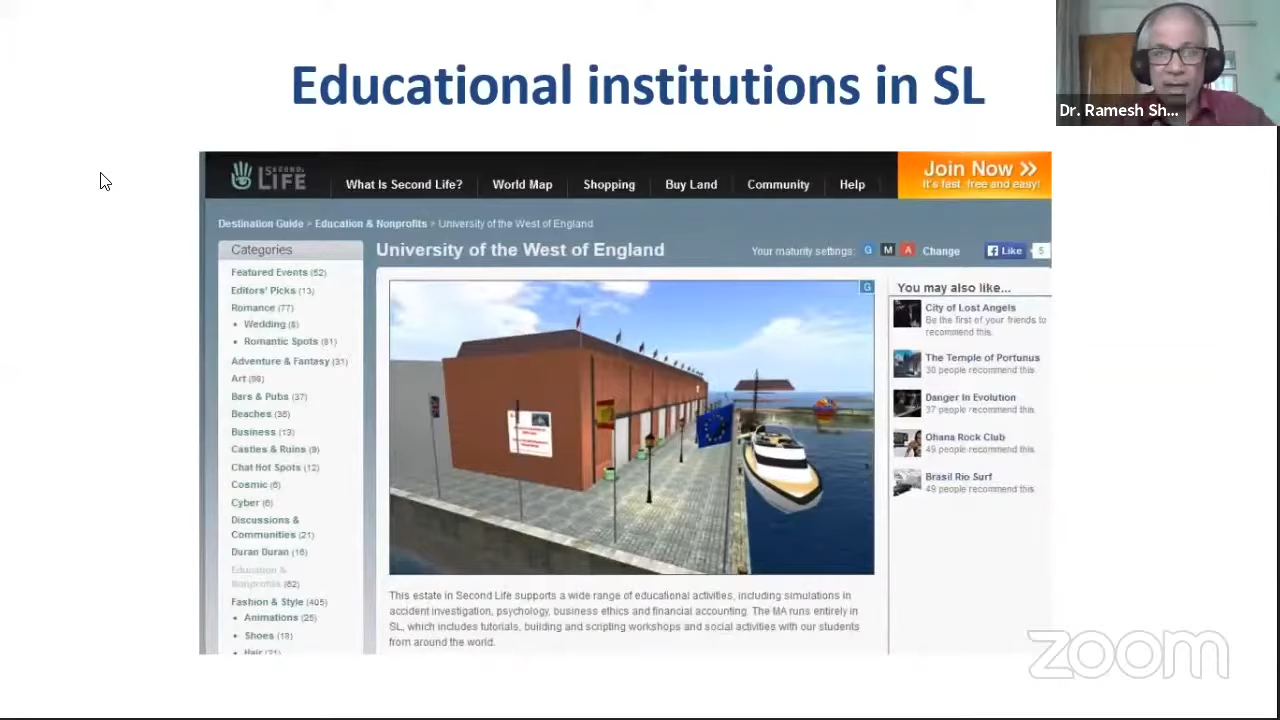 Educational institutions in SL
Dr. Ramesh Sh...
SECOND
LIFE
What Is Second Life?
World Map
Shopping
Buy Land
Community
Help
Join Now >>
It's fast, free and easy!
Destination Guide > Education & Nonprofits > University of the West of England
Categories
Featured Events (52)
Editors' Picks (13)
Romance (77)
• Wedding (8)
• Romantic Spots (81)
Adventure & Fantasy (31)
Art (98)
Bars & Pubs (37)
Beaches (38)
Business (13)
Castles & Ruins (9)
Chat Hot Spots (12)
Cosmic (6)
Cyber (6)
Discussions &
Communities (21)
Duran Duran (16)
Education &
Nonprofits (62)
Fashion & Style (405)
• Animations (25)
• Shoes (18)
• Hair (21)
University of the West of England
Your maturity settings: G M A Change
Like 5
G
This estate in Second Life supports a wide range of educational activities, including simulations in
accident investigation, psychology, business ethics and financial accounting. The MA runs entirely in
SL, which includes tutorials, building and scripting workshops and social activities with our students
from around the world.
You may also like...
City of Lost Angels
Be the first of your friends to
recommend this.
The Temple of Portunus
30 people recommend this.
Danger In Evolution
37 people recommend this.
Ohana Rock Club
49 people recommend this.
Brasil Rio Surf
49 people recommend this.
zoom